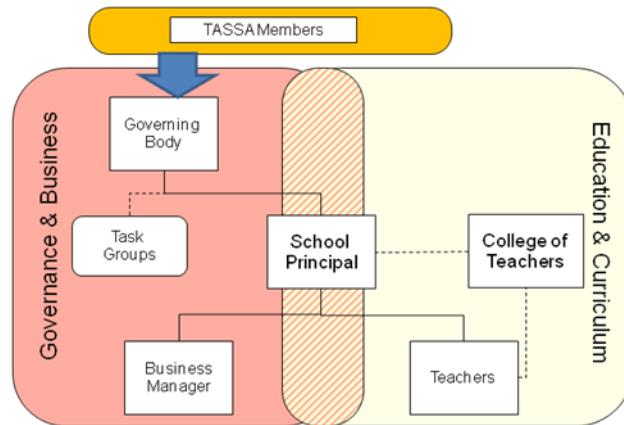 TASSA Members
Governing
Body
Governance & Business
Education & Curriculum
Task
Groups
School
Principal
College of
Teachers
Business
Manager
Teachers